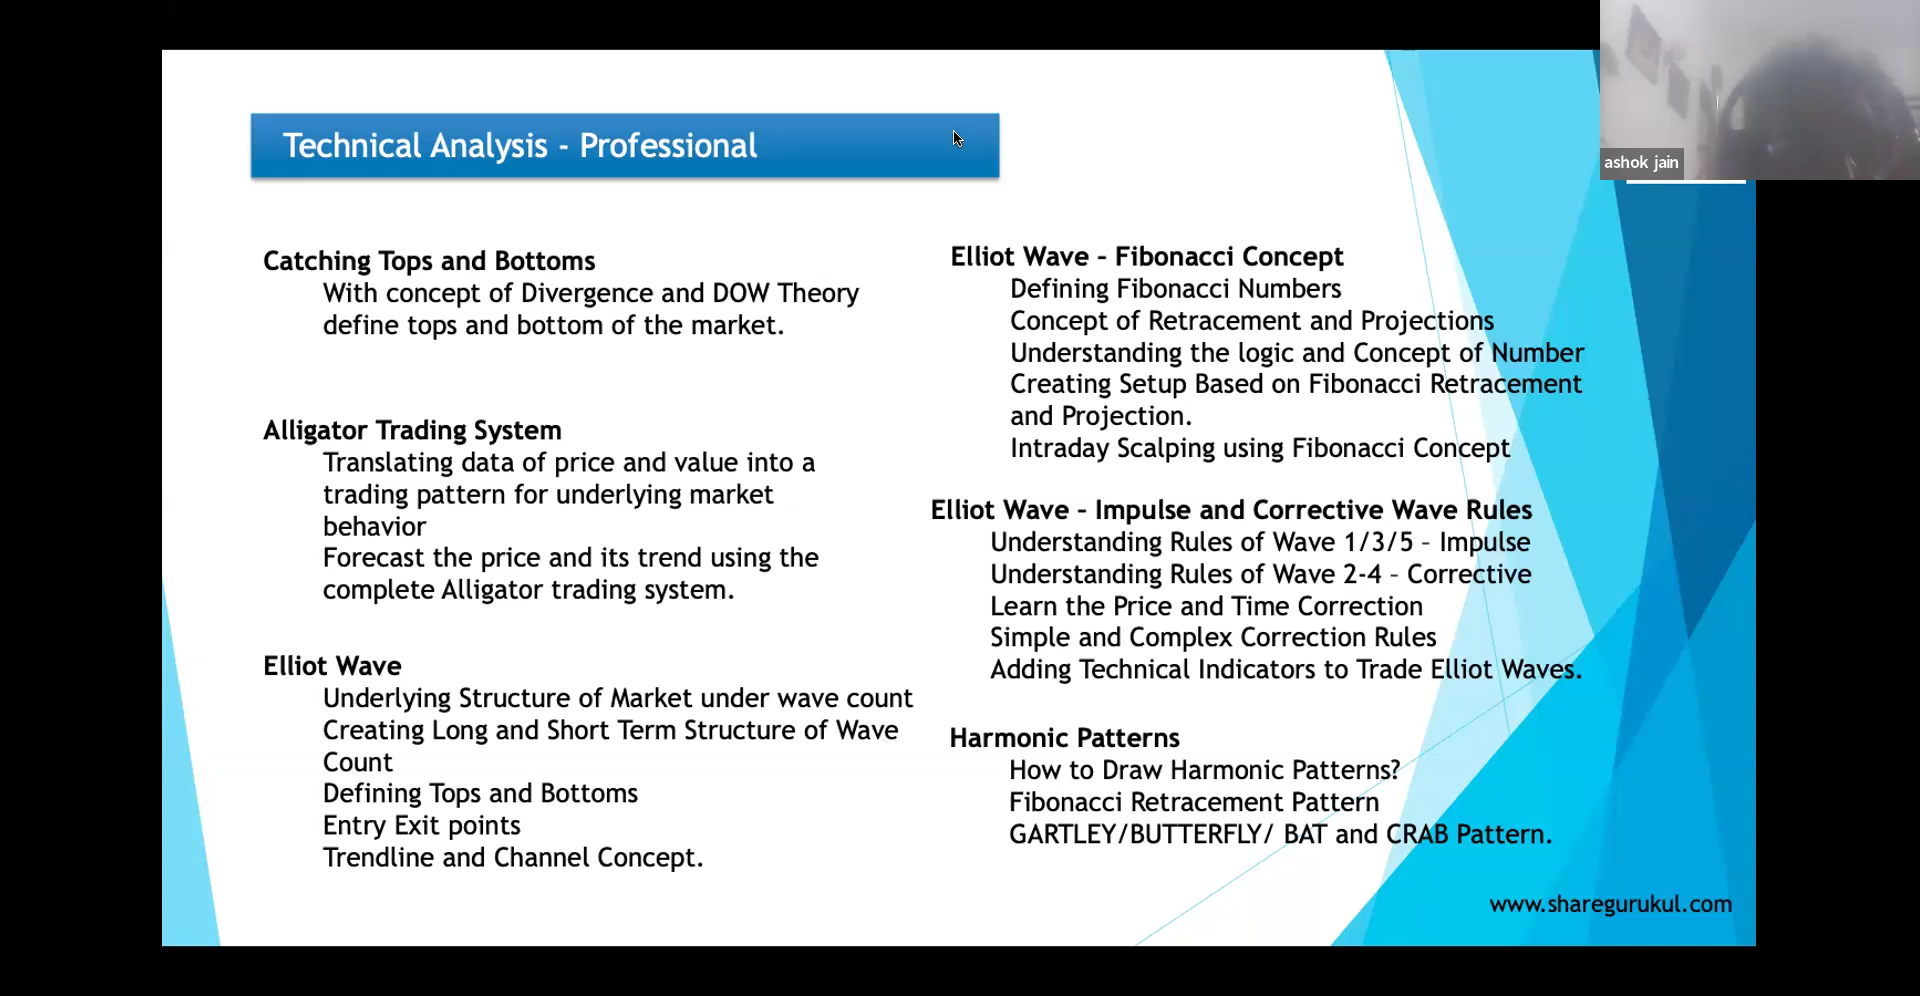 Technical Analysis - Professional
Catching Tops and Bottoms
With concept of Divergence and DOW Theory
define tops and bottom of the market.
Alligator Trading System
Translating data of price and value into a
trading pattern for underlying market
behavior
Forecast the price and its trend using the
complete Alligator trading system.
Elliot Wave
Underlying Structure of Market under wave count
Creating Long and Short Term Structure of Wave
Count
Defining Tops and Bottoms
Entry Exit points
Trendline and Channel Concept.
Elliot Wave – Fibonacci Concept
Defining Fibonacci Numbers
Concept of Retracement and Projections
Understanding the logic and Concept of Number
Creating Setup Based on Fibonacci Retracement
and Projection.
Intraday Scalping using Fibonacci Concept
Elliot Wave – Impulse and Corrective Wave Rules
Understanding Rules of Wave 1/3/5 – Impulse
Understanding Rules of Wave 2-4 – Corrective
Learn the Price and Time Correction
Simple and Complex Correction Rules
Adding Technical Indicators to Trade Elliot Waves.
Harmonic Patterns
How to Draw Harmonic Patterns?
Fibonacci Retracement Pattern
GARTLEY/BUTTERFLY/ BAT and CRAB Pattern.
www.sharegurukul.com
ashok jain